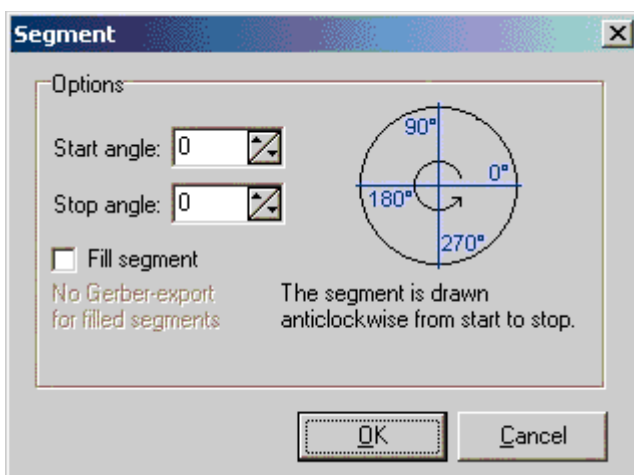 Segment
Options
Start angle: 0
Stop angle: 0
Fill segment
No Gerber-export
for filled segments
90°
0°
180°
270°
The segment is drawn
anticlockwise from start to stop.
OK
Cancel